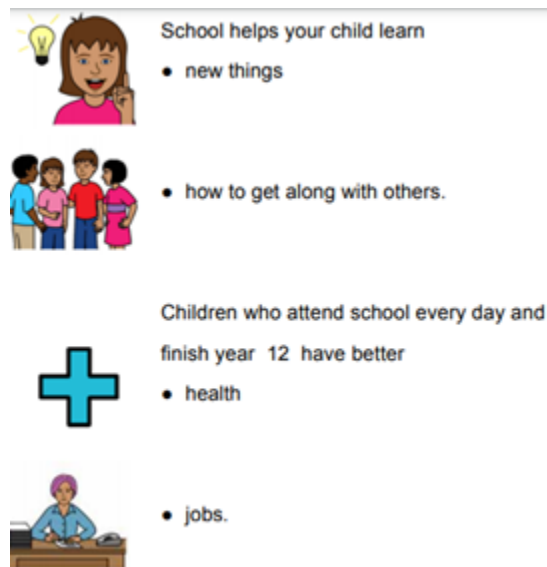 School helps your child learn
● new things
● how to get along with others.
Children who attend school every day and
finish year 12 have better
● health
● jobs.